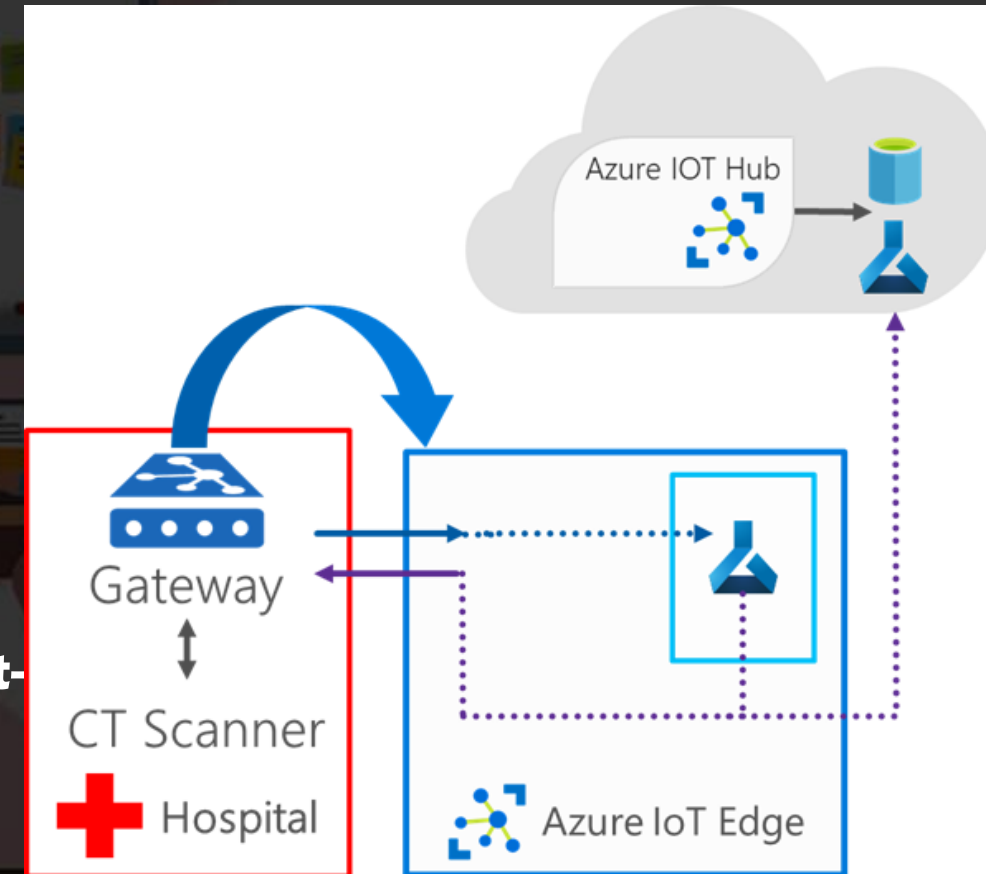 Azure IOT Hub
Gateway
t-
CT Scanner
Hospital
Azure IoT Edge